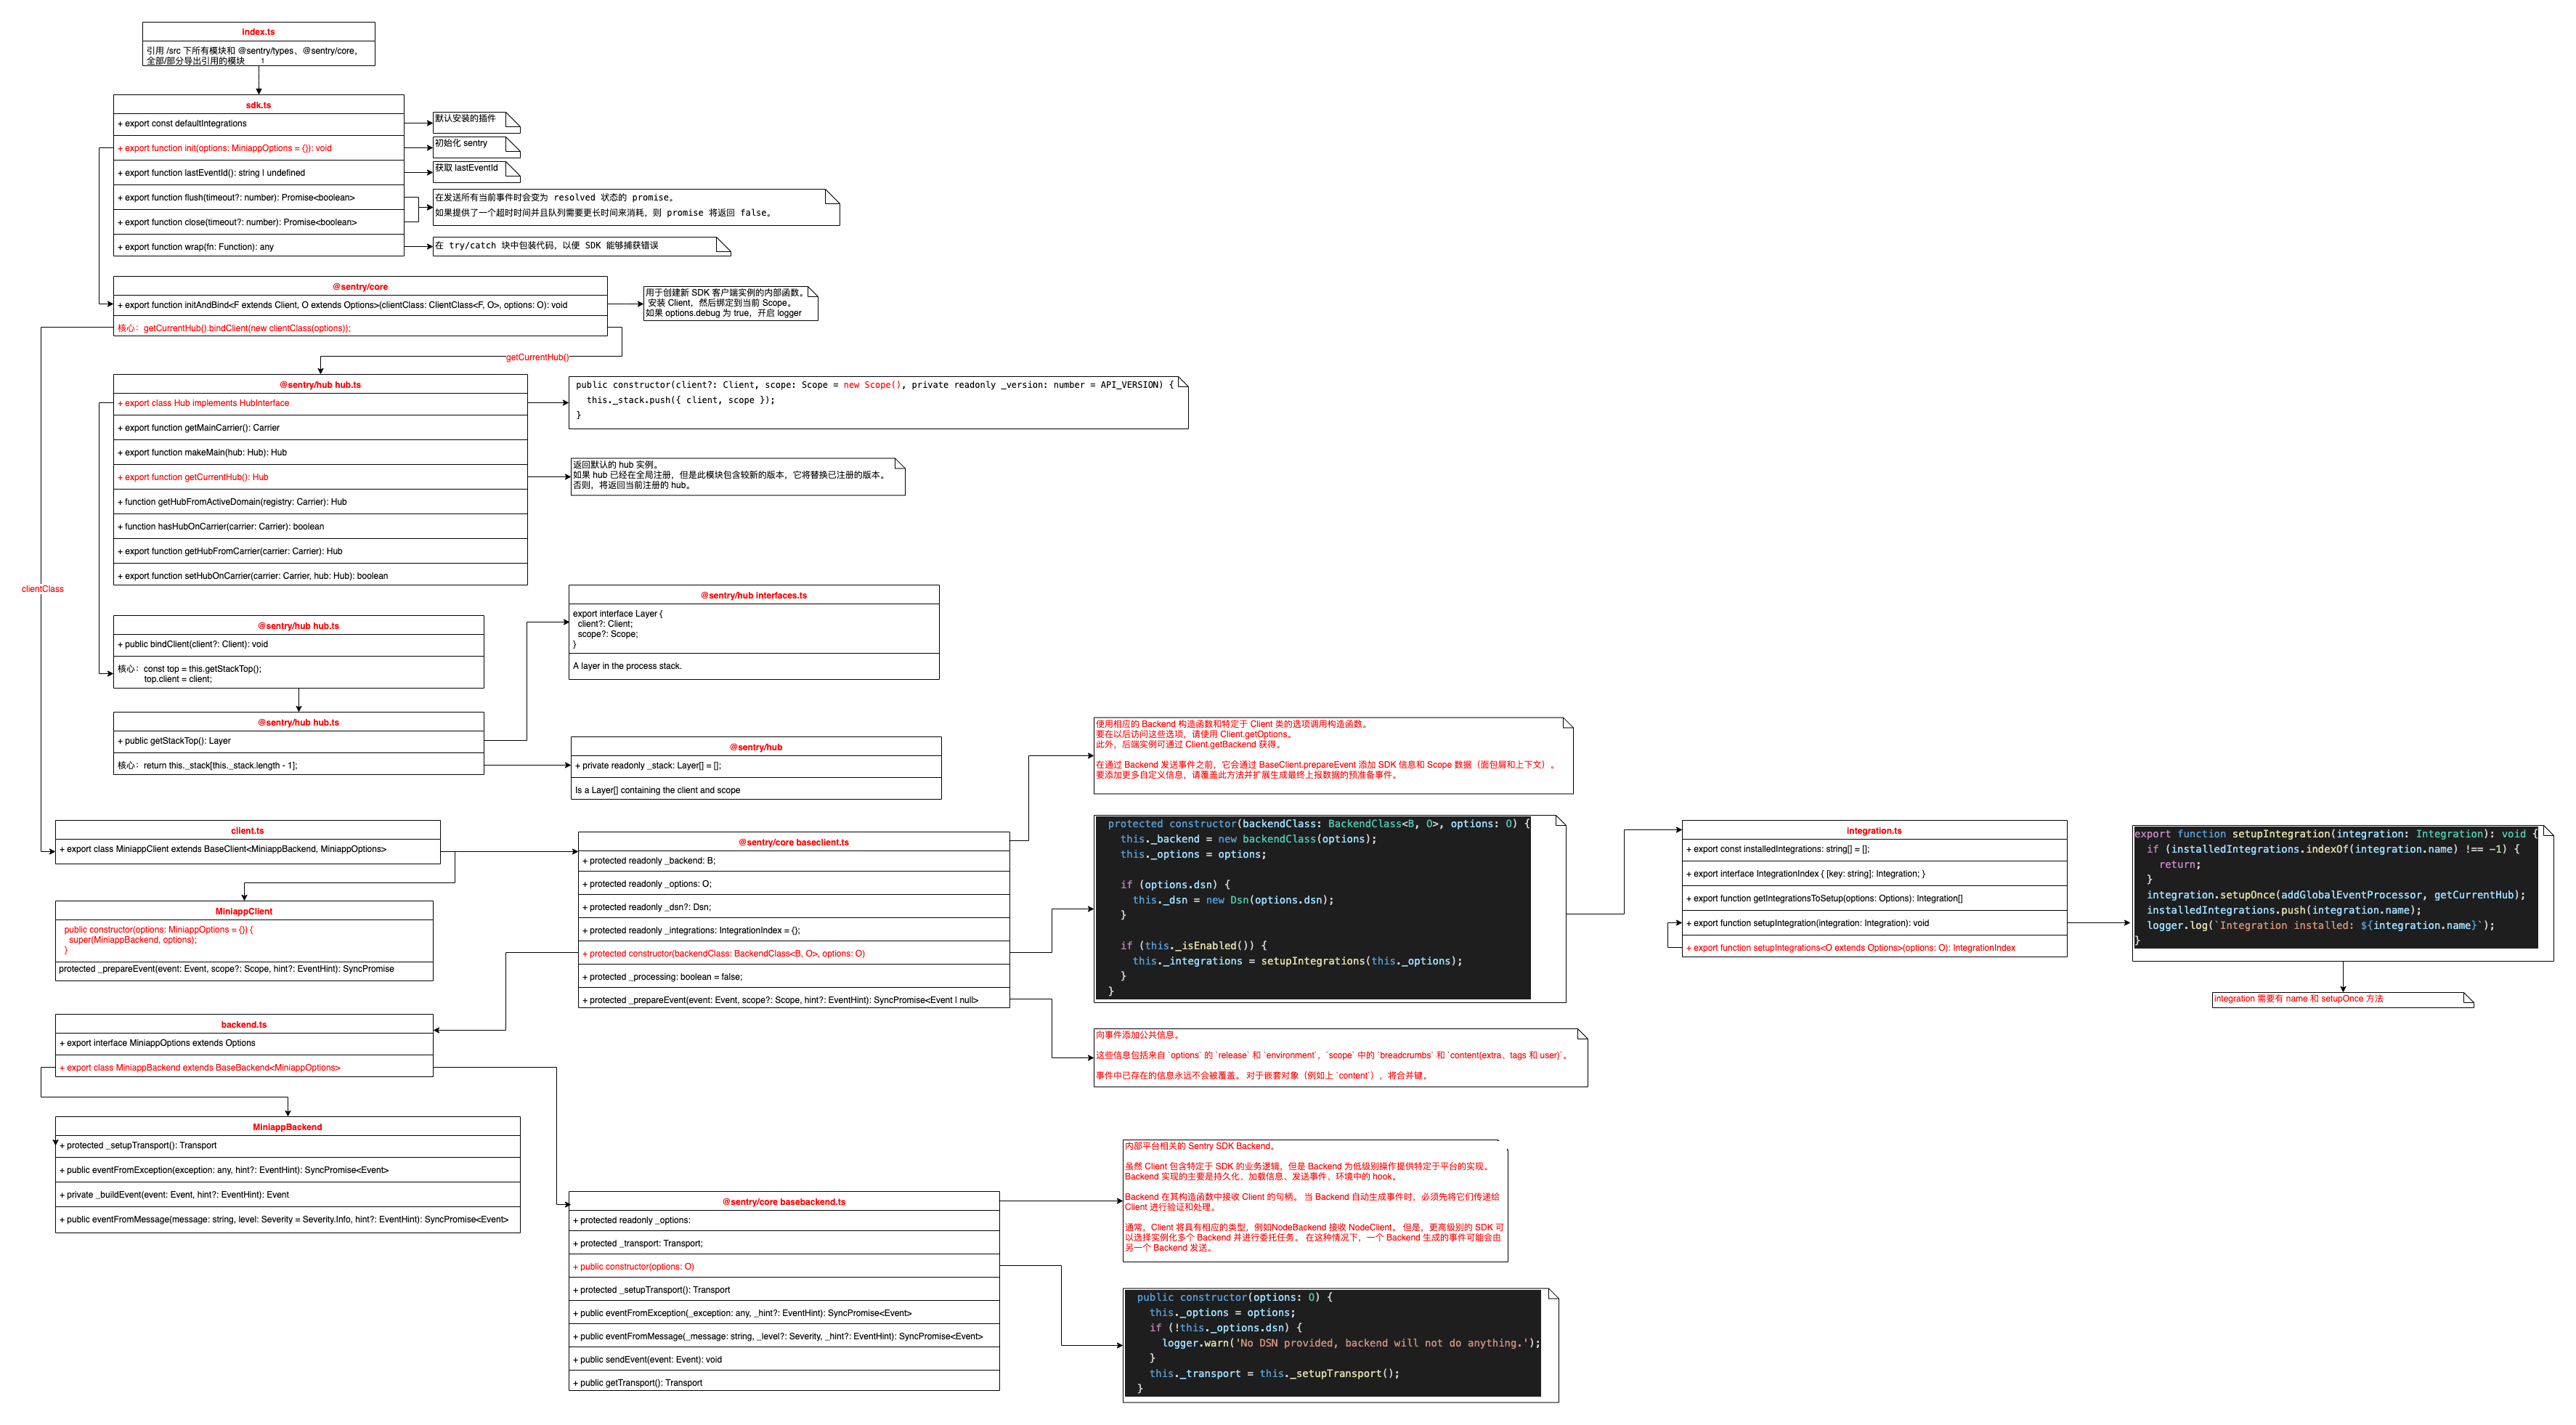 index.ts
引用 /src 下所有模块和 @sentry/types、@sentry/core，
全部/部分导出引用的模块 1
sdk.ts
+ export const defaultIntegrations
默认安装的插件
+ export function init(options: MiniappOptions = {}): void
初始化 sentry
+ export function lastEventId(): string | undefined
获取 lastEventId
+ export function flush(timeout?: number): Promise<boolean>
+ export function close(timeout?: number): Promise<boolean>
在发送所有当前事件时会变为 resolved 状态的 promise。
如果提供了一个超时时间并且队列需要更长时间来消耗，则 promise 将返回 false。
+ export function wrap(fn: Function): any
在 try/catch 块中包装代码，以便 SDK 能够捕获错误
@sentry/core
+ export function initAndBind<F extends Client, O extends Options>(clientClass: ClientClass<F, O>, options: O): void
核心：getCurrentHub().bindClient(new clientClass(options));
用于创建新 SDK 客户端实例的内部函数。
安装 Client，然后绑定到当前 Scope。
如果 options.debug 为 true，开启 logger
getCurrentHub()
clientClass
@sentry/hub hub.ts
+ export class Hub implements HubInterface
+ export function getMainCarrier(): Carrier
+ export function makeMain(hub: Hub): Hub
+ export function getCurrentHub(): Hub
+ function getHubFromActiveDomain(registry: Carrier): Hub
+ function hasHubOnCarrier(carrier: Carrier): boolean
+ export function getHubFromCarrier(carrier: Carrier): Hub
+ export function setHubOnCarrier(carrier: Carrier, hub: Hub): boolean
public constructor(client?: Client, scope: Scope = new Scope(), private readonly _version: number = API_VERSION) {
this._stack.push({ client, scope });
}
返回默认的 hub 实例。
如果 hub 已经在全局注册，但是此模块包含较新的版本，它将替换已注册的版本。
否则，将返回当前注册的 hub。
@sentry/hub interfaces.ts
export interface Layer {
client?: Client;
scope?: Scope;
}
A layer in the process stack.
@sentry/hub hub.ts
+ public bindClient(client?: Client): void
核心：const top = this.getStackTop();
top.client = client;
@sentry/hub hub.ts
+ public getStackTop(): Layer
核心：return this._stack[this._stack.length - 1];
@sentry/hub
+ private readonly _stack: Layer[] = [];
Is a Layer[] containing the client and scope
client.ts
+ export class MiniappClient extends BaseClient<MiniappBackend, MiniappOptions>
MiniappClient
public constructor(options: MiniappOptions = {}) {
super(MiniappBackend, options);
}
protected _prepareEvent(event: Event, scope?: Scope, hint?: EventHint): SyncPromise
@sentry/core baseclient.ts
+ protected readonly _backend: B;
+ protected readonly _options: O;
+ protected readonly _dsn?: Dsn;
+ protected readonly _integrations: IntegrationIndex = {};
+ protected constructor(backendClass: BackendClass<B, O>, options: O)
+ protected _processing: boolean = false;
+ protected _prepareEvent(event: Event, scope?: Scope, hint?: EventHint): SyncPromise<Event | null>
使用相应的 Backend 构造函数和特定于 Client 类的选项调用构造函数。
要在以后访问这些选项，请使用 Client.getOptions。
此外，后端实例可通过 Client.getBackend 获得。
在通过 Backend 发送事件之前，它会通过 BaseClient.prepareEvent 添加 SDK 信息和 Scope 数据（面包屑和上下文）。
要添加更多自定义信息，请覆盖此方法并扩展生成最终上报数据的预准备事件。
protected constructor(backendClass: BackendClass<B, O>, options: O) {
this._backend = new backendClass(options);
this._options = options;
if (options.dsn) {
this._dsn = new Dsn(options.dsn);
}
if (this._isEnabled()) {
this._integrations = setupIntegrations(this._options);
}
}
向事件添加公共信息。
这些信息包括来自 `options` 的 `release` 和 `environment`，`scope` 中的 `breadcrumbs` 和 `content(extra、tags 和 user)`。
事件中已存在的信息永远不会被覆盖。 对于嵌套对象（例如上 `content`），将合并键。
integration.ts
+ export const installedIntegrations: string[] = [];
+ export interface IntegrationIndex { [key: string]: Integration; }
+ export function getIntegrationsToSetup(options: Options): Integration[]
+ export function setupIntegration(integration: Integration): void
+ export function setupIntegrations<O extends Options>(options: O): IntegrationIndex
export function setupIntegration(integration: Integration): void {
if (installedIntegrations.indexOf(integration.name) !== -1) {
return;
}
integration.setupOnce(addGlobalEventProcessor, getCurrentHub);
installedIntegrations.push(integration.name);
logger.log(`Integration installed: ${integration.name}`);
}
integration 需要有 name 和 setupOnce 方法
backend.ts
+ export interface MiniappOptions extends Options
+ export class MiniappBackend extends BaseBackend<MiniappOptions>
MiniappBackend
+ protected _setupTransport(): Transport
+ public eventFromException(exception: any, hint?: EventHint): SyncPromise<Event>
+ private _buildEvent(event: Event, hint?: EventHint): Event
+ public eventFromMessage(message: string, level: Severity = Severity.Info, hint?: EventHint): SyncPromise<Event>
@sentry/core basebackend.ts
+ protected readonly _options:
+ protected _transport: Transport;
+ public constructor(options: O)
+ protected _setupTransport(): Transport
+ public eventFromException(_exception: any, _hint?: EventHint): SyncPromise<Event>
+ public eventFromMessage(_message: string, _level?: Severity, _hint?: EventHint): SyncPromise<Event>
+ public sendEvent(event: Event): void
+ public getTransport(): Transport
内部平台相关的 Sentry SDK Backend。
虽然 Client 包含特定于 SDK 的业务逻辑，但是 Backend 为低级别操作提供特定于平台的实现。
Backend 实现的主要是持久化、加载信息、发送事件、环境中的 hook。
Backend 在其构造函数中接收 Client 的句柄。 当 Backend 自动生成事件时，必须先将它们传递给
Client 进行验证和处理。
通常，Client 将具有相应的类型，例如NodeBackend 接收 NodeClient。 但是，更高级别的 SDK 可
以选择实例化多个 Backend 并进行委托任务。 在这种情况下，一个 Backend 生成的事件可能会由
另一个 Backend 发送。
public constructor(options: O) {
this._options = options;
if (!this._options.dsn) {
logger.warn('No DSN provided, backend will not do anything.');
}
this._transport = this._setupTransport();
}